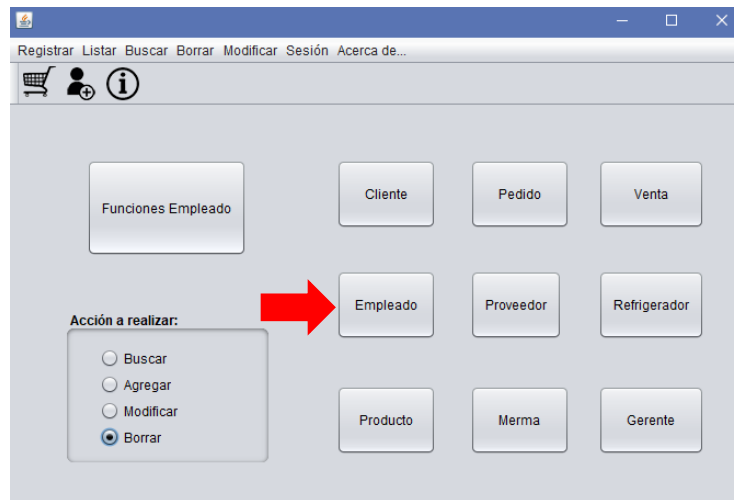 Registrar Listar Buscar Borrar Modificar Sesión Acerca de...
Funciones Empleado
Cliente Pedido Venta
Empleado Proveedor Refrigerador
Acción a realizar:
Buscar
Agregar
Modificar
Borrar
Producto Merma Gerente